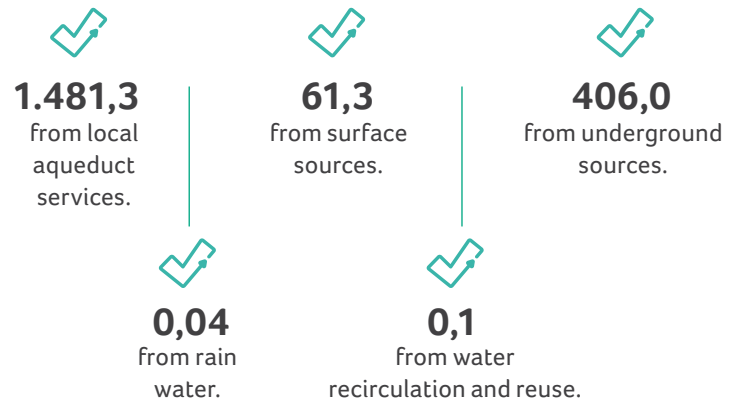 1.481,3
from local
aqueduct
services.
61,3
from surface
sources.
406,0
from underground
sources.
0,04
from rain
water.
0,1
from water
recirculation and reuse.